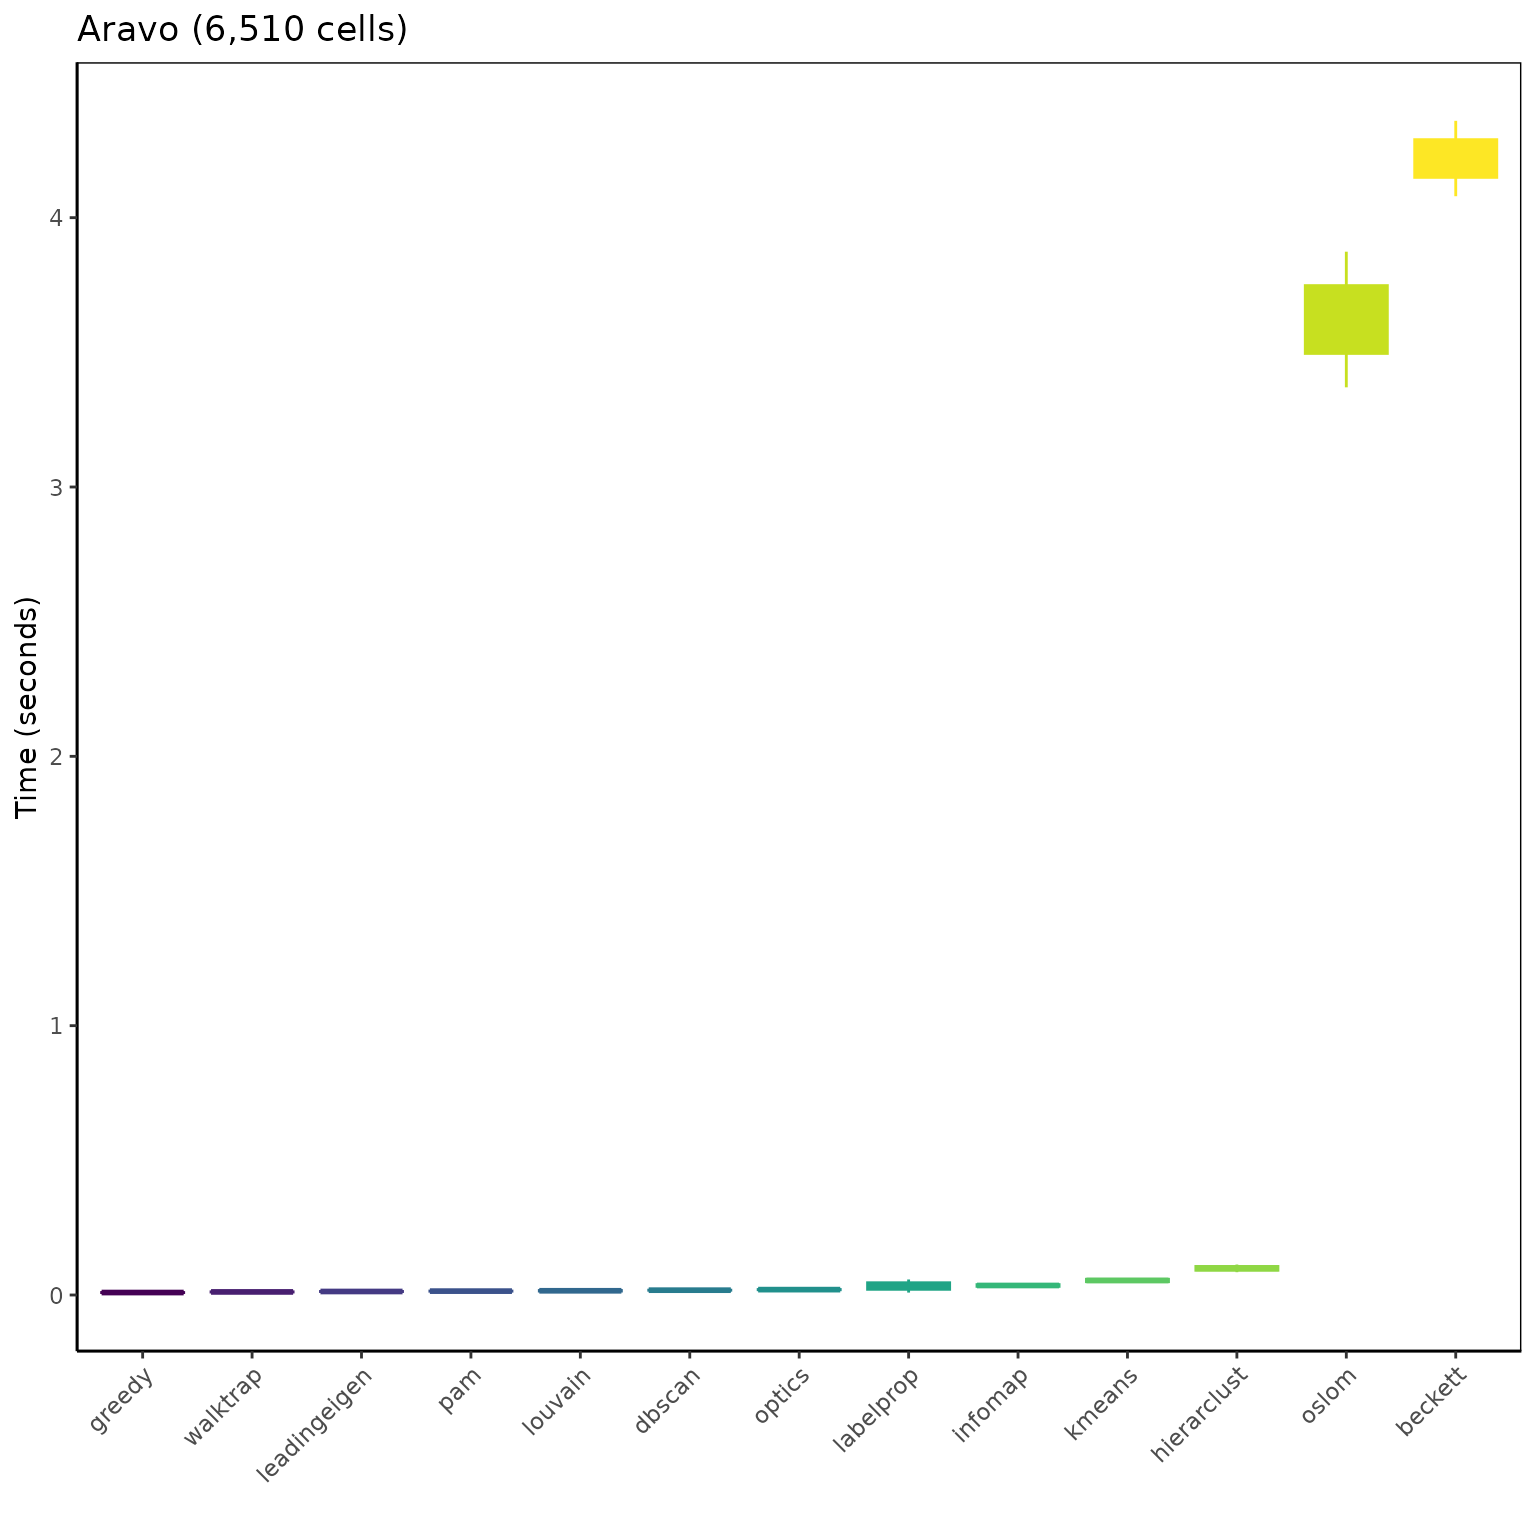 Aravo (6,510 cells)
Time (seconds)
4
3
2
1
0
greedy
walktrap
leadingeigen
pam
louvain
dbscan
optics
labelprop
infomap
kmeans
hierarclust
oslom
beckett